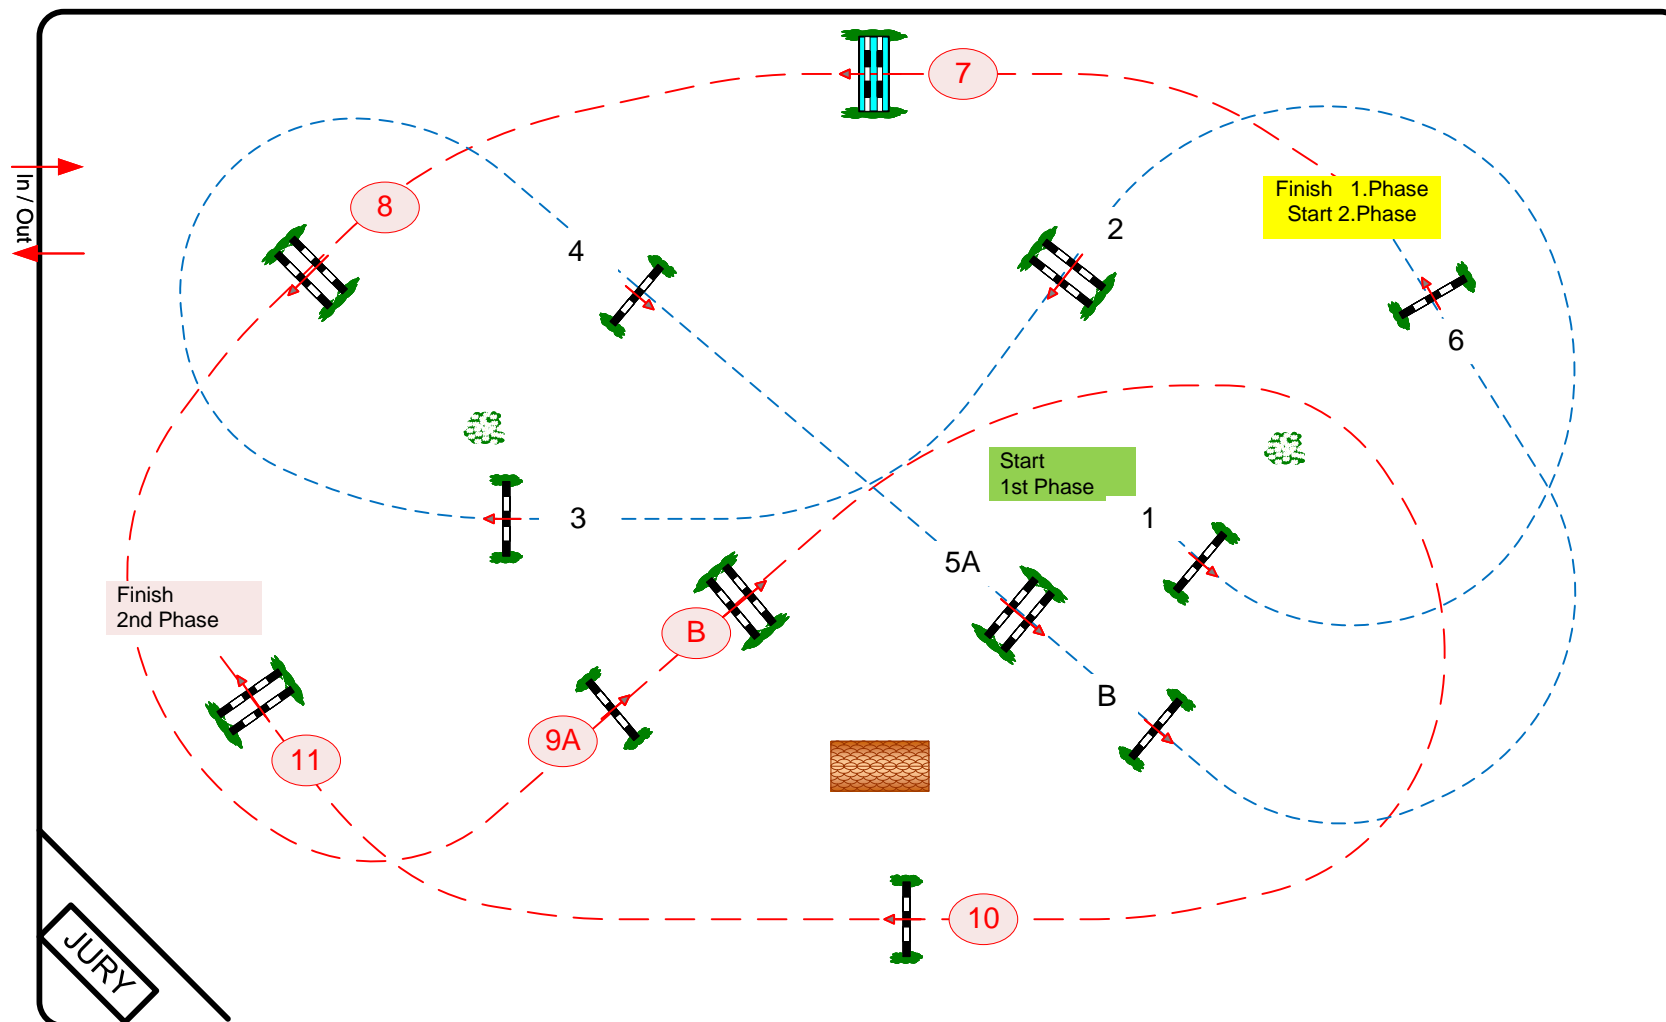 7
In / Out
Finish 1.Phase
Start 2.Phase
8
2
4
6
Start
1st Phase
3
1
5A
Finish
2nd Phase
B
B
9A
11
10
JURY